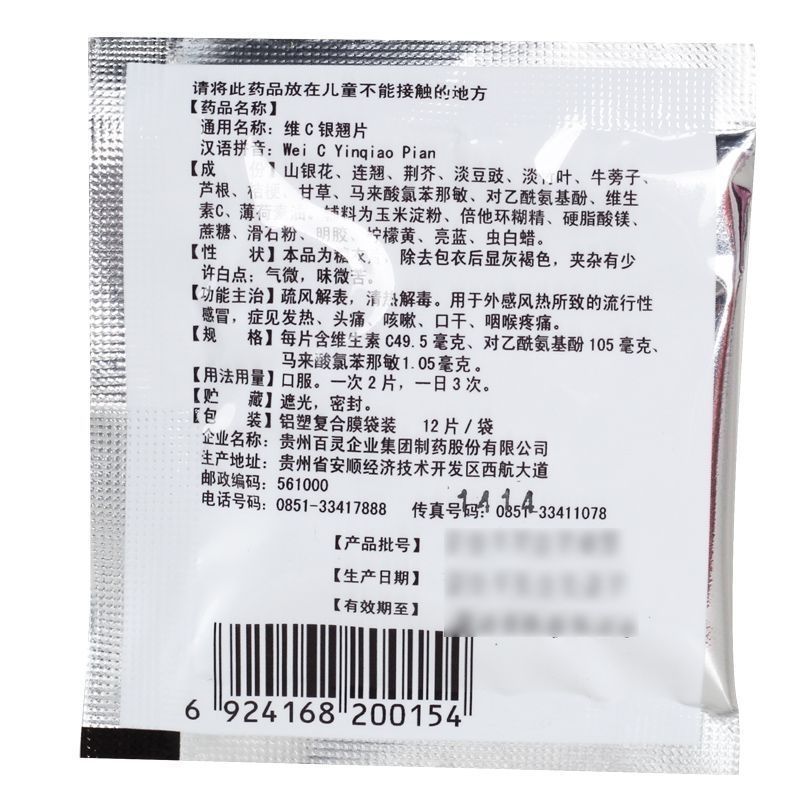 请将此药品放在儿童不能接触的地方
【药品名称】
通用名称：维C银翘片
汉语拼音：Wei C Yinqiao Pian
【成 份】山银花、连翘、荆芥、淡豆豉、淡竹叶、牛蒡子、
芦根、桔梗、甘草、马来酸氯苯那敏、对乙酰氨基酚、维生
素C、薄荷素油。辅料为玉米淀粉、倍他环糊精、硬脂酸镁、
蔗糖、滑石粉、明胶、柠檬黄、亮蓝、虫白蜡。
【性 状】本品为糖衣片，除去包衣后显灰褐色，夹杂有少
许白点；气微，味微苦。
【功能主治】疏风解表，清热解毒。用于外感风热所致的流行性
感冒，症见发热、头痛、咳嗽、口干、咽喉疼痛。
【规 格】每片含维生素C49.5毫克、对乙酰氨基酚105毫克、
马来酸氯苯那敏1.05毫克。
【用法用量】口服。一次2片，一日3次。
【贮 藏】遮光，密封。
【包 装】铝塑复合膜袋装 12片/袋
企业名称：贵州百灵企业集团制药股份有限公司
生产地址：贵州省安顺经济技术开发区西航大道
邮政编码：561000
电话号码：0851-33417888 传真号码：0851-33411078
1414
【产品批号】
【生产日期】
【有效期至】
6 924168 200154